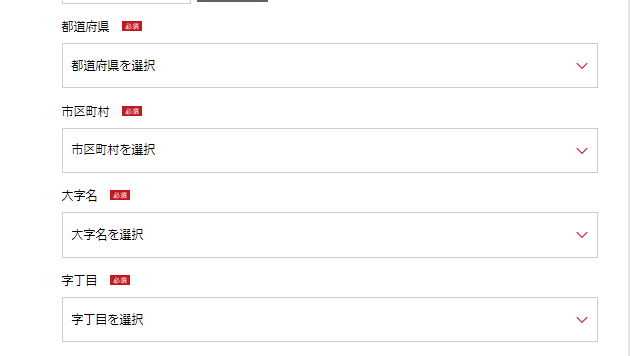 都道府県 必須
都道府県を選択
市区町村 必須
市区町村を選択
大字名 必須
大字名を選択
字丁目 必須
字丁目を選択